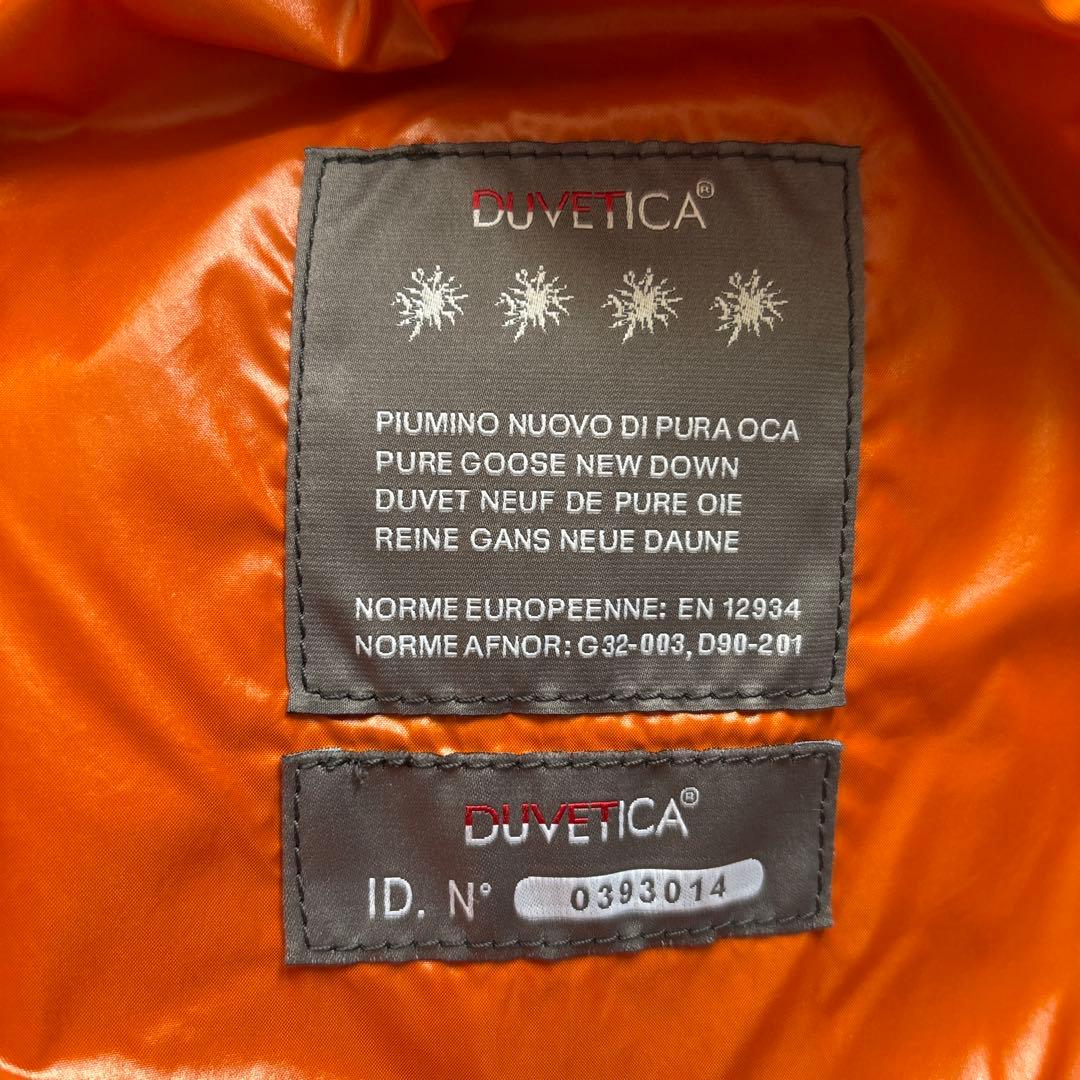 DUVETICA®
PIUMINO NUOVO DI PURA OCA
PURE GOOSE NEW DOWN
DUVET NEUF DE PURE OIE
REINE GANS NEUE DAUNE
NORME EUROPEENNE: EN 12934
NORME AFNOR: G32-003, D90-201
DUVETICA®
ID. N° 0393014